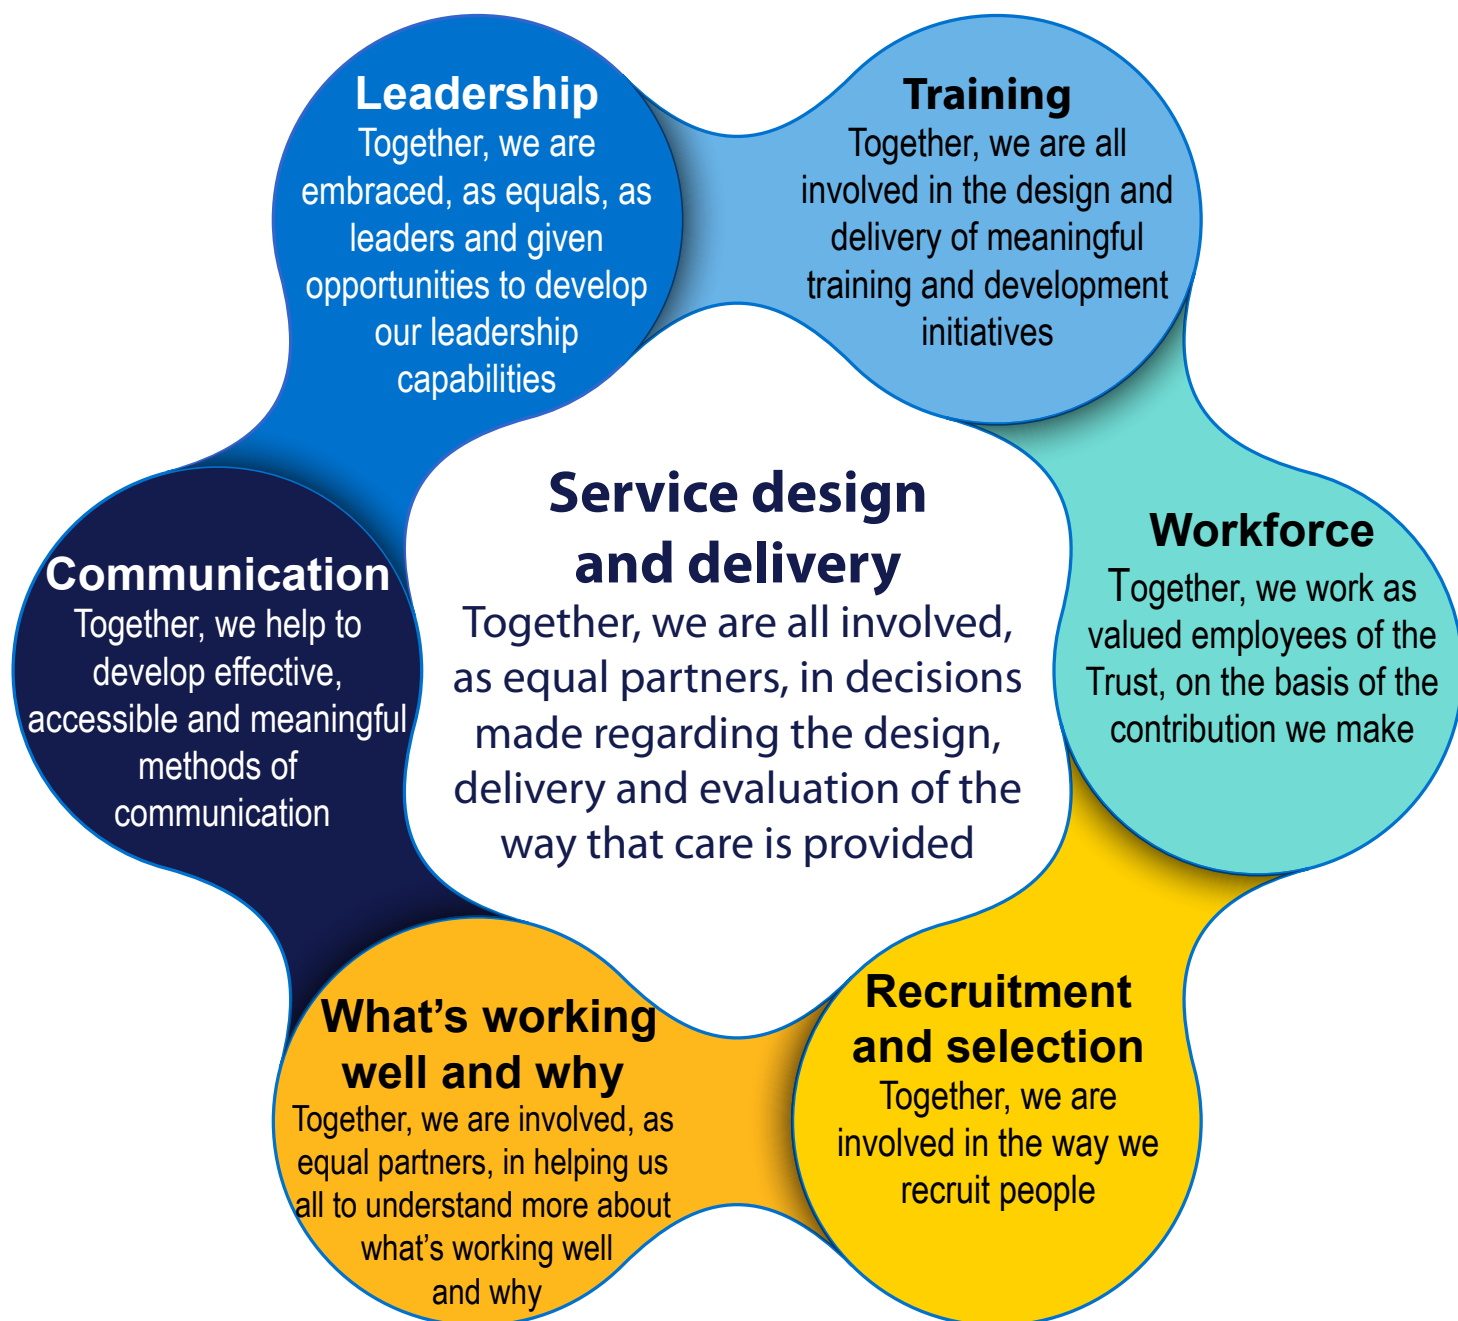 Leadership
Together, we are
embraced, as equals, as
leaders and given
opportunities to develop
our leadership
capabilities
Training
Together, we are all
involved in the design and
delivery of meaningful
training and development
initiatives
Service design
and delivery
Together, we are all involved,
as equal partners, in decisions
made regarding the design,
delivery and evaluation of the
way that care is provided
Workforce
Together, we work as
valued employees of the
Trust, on the basis of the
contribution we make
Communication
Together, we help to
develop effective,
accessible and meaningful
methods of
communication
What’s working
well and why
Together, we are involved, as
equal partners, in helping us
all to understand more about
what’s working well
and why
Recruitment
and selection
Together, we are
involved in the way we
recruit people